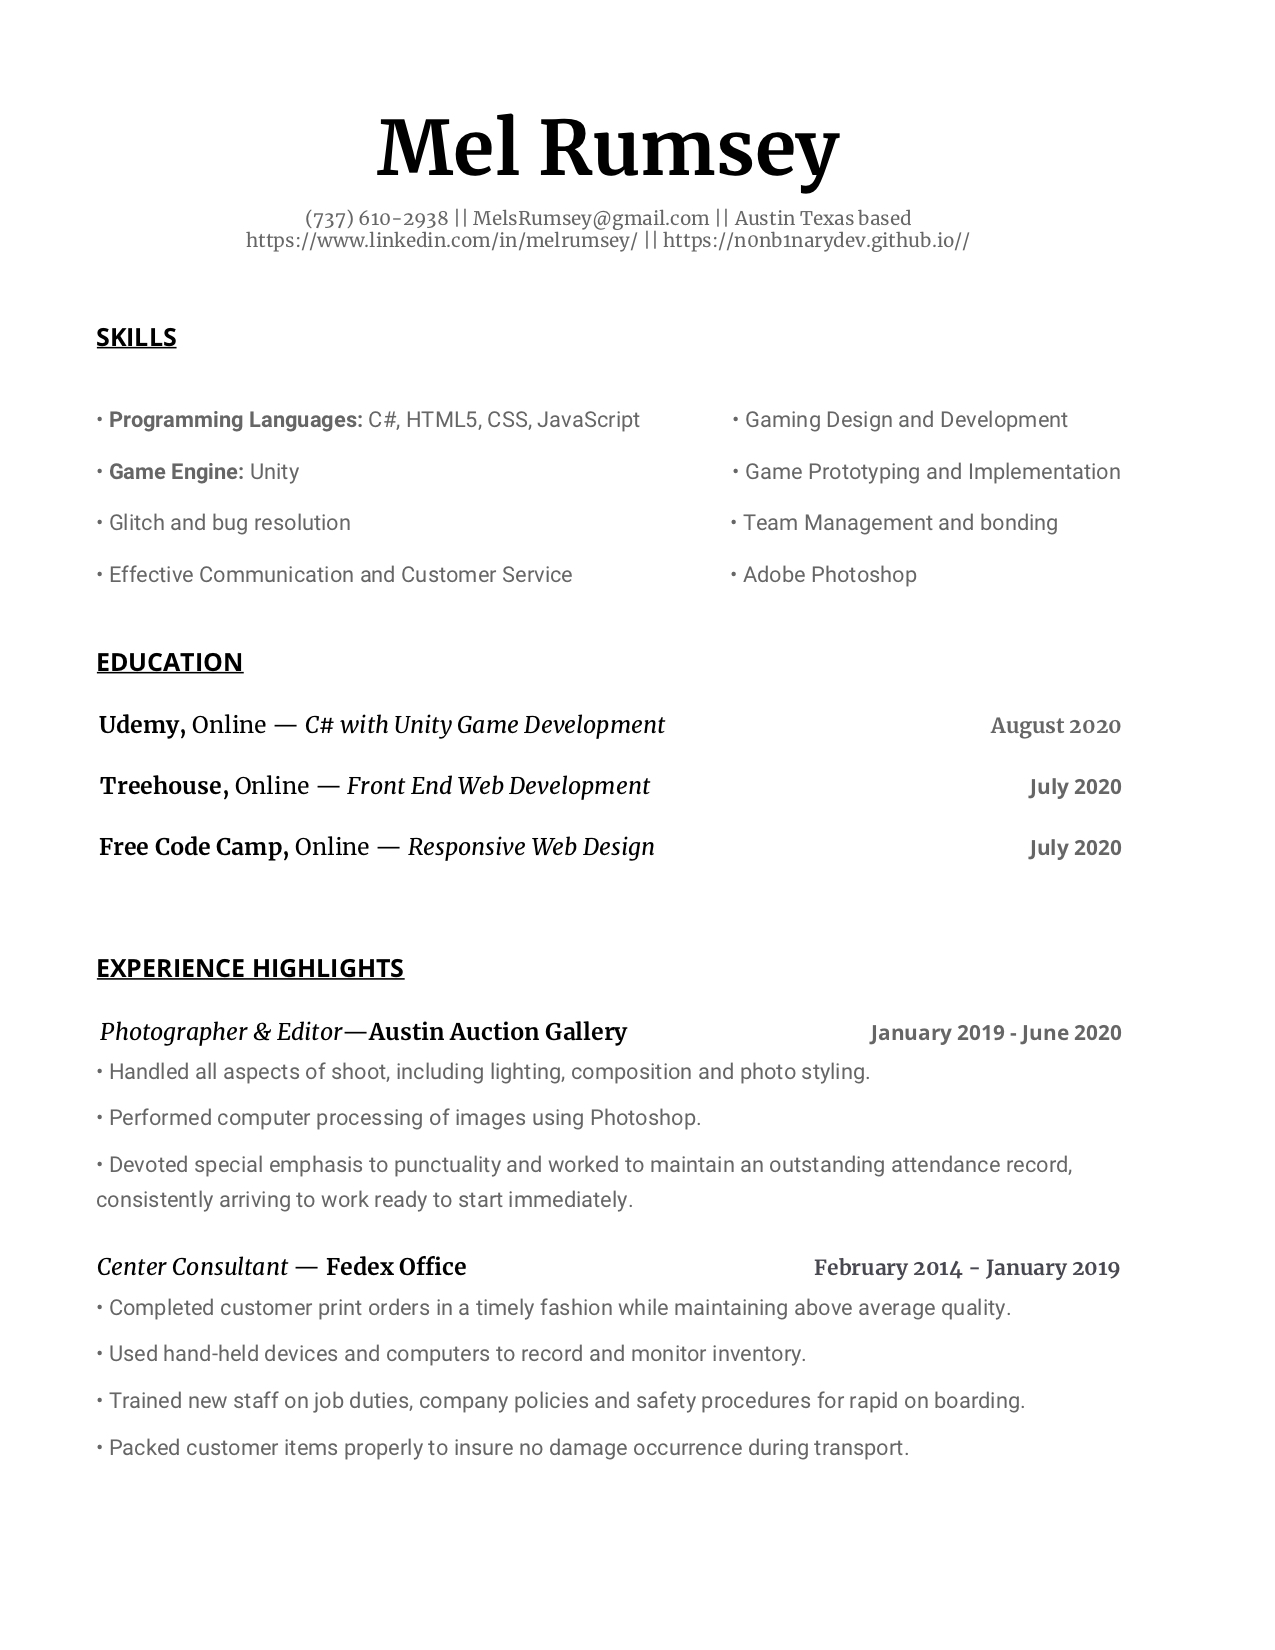 Mel Rumsey
(737) 610-2938 || MelsRumsey@gmail.com || Austin Texas based
https://www.linkedin.com/in/melrumsey/ || https://n0nb1narydev.github.io//
SKILLS
• Programming Languages: C#, HTML5, CSS, JavaScript
• Gaming Design and Development
• Game Engine: Unity
• Game Prototyping and Implementation
• Glitch and bug resolution
• Team Management and bonding
• Effective Communication and Customer Service
• Adobe Photoshop
EDUCATION
Udemy, Online — C# with Unity Game Development August 2020
Treehouse, Online — Front End Web Development July 2020
Free Code Camp, Online — Responsive Web Design July 2020
EXPERIENCE HIGHLIGHTS
Photographer & Editor—Austin Auction Gallery January 2019 - June 2020
• Handled all aspects of shoot, including lighting, composition and photo styling.
• Performed computer processing of images using Photoshop.
• Devoted special emphasis to punctuality and worked to maintain an outstanding attendance record,
consistently arriving to work ready to start immediately.
Center Consultant — Fedex Office February 2014 - January 2019
• Completed customer print orders in a timely fashion while maintaining above average quality.
• Used hand-held devices and computers to record and monitor inventory.
• Trained new staff on job duties, company policies and safety procedures for rapid on boarding.
• Packed customer items properly to insure no damage occurrence during transport.